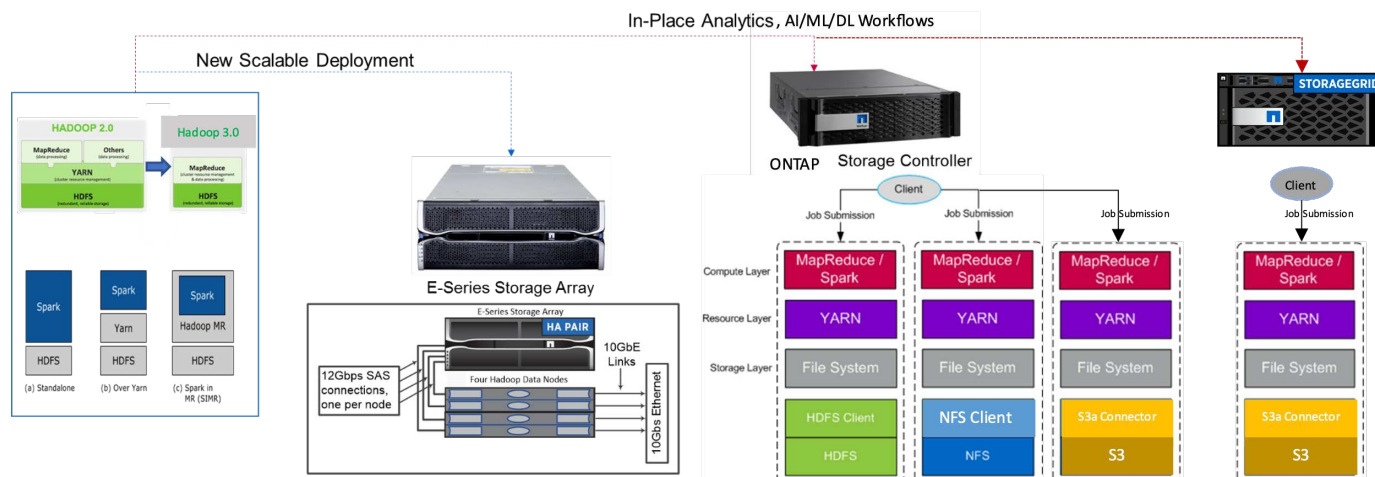 In-Place Analytics, AI/ML/DL Workflows
New Scalable Deployment
HADOOP 2.0
MapReduce
(data processing)
Others
(data processing)
YARN
(cluster resource management)
HDFS
(redundant, reliable storage)
Hadoop 3.0
MapReduce
(cluster resource management
& data processing)
HDFS
(redundant, reliable storage)
Spark
HDFS
(a) Standalone
Spark
Yarn
HDFS
(b) Over Yarn
Spark
Hadoop MR
HDFS
(c) Spark in
MR (SIMR)
E-Series Storage Array
E-Series Storage Array
HA PAIR
12Gbps SAS
connections,
one per node
Four Hadoop Data Nodes
10GbE
Links
10Gbs Ethernet
ONTAP
Storage Controller
STORAGEGRID
Client
Job Submission
Job Submission
Job Submission
Client
Job Submission
Compute Layer
MapReduce /
Spark
MapReduce /
Spark
MapReduce /
Spark
MapReduce /
Spark
Resource Layer
YARN
YARN
YARN
YARN
Storage Layer
File System
File System
File System
File System
HDFS Client
NFS Client
S3a Connector
S3a Connector
HDFS
NFS
S3
S3